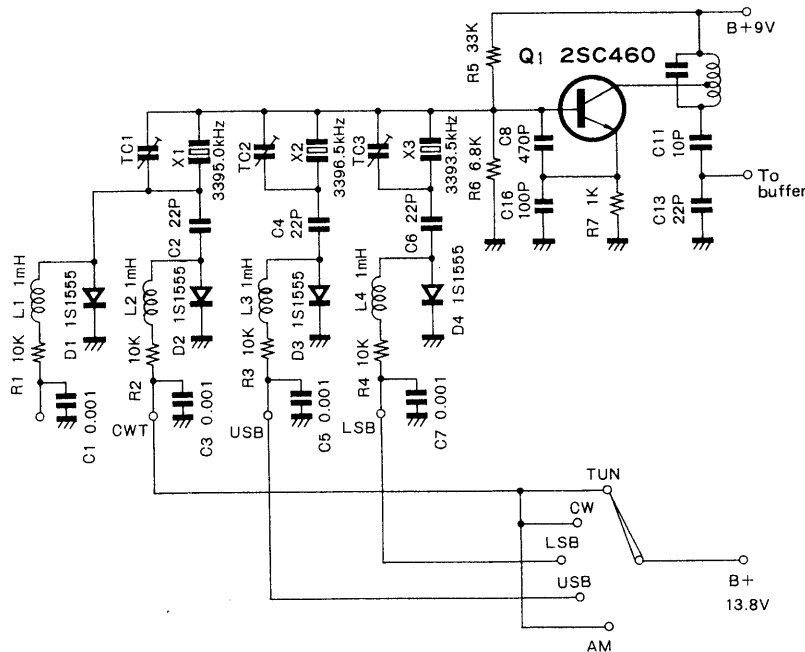 B+9V
R5 33K
Q1 2SC460
TC1
X1
3395.0kHz
TC2
X2
3396.5kHz
TC3
X3
3393.5kHz
R6 6.8K
C8
470P
C16
100P
R7 1K
C11
10P
To
buffer
C13
22P
C2 22P
C4
22P
C6 22P
L1 1mH
D1 1S1555
L2 1mH
D2 1S1555
L3 1mH
D3 1S1555
L4 1mH
D4 1S1555
R1 10K
R2 10K
R3 10K
R4 10K
C1 0.001
C3 0.001
C5 0.001
C7 0.001
CWT
USB
LSB
TUN
CW
LSB
USB
AM
B+
13.8V